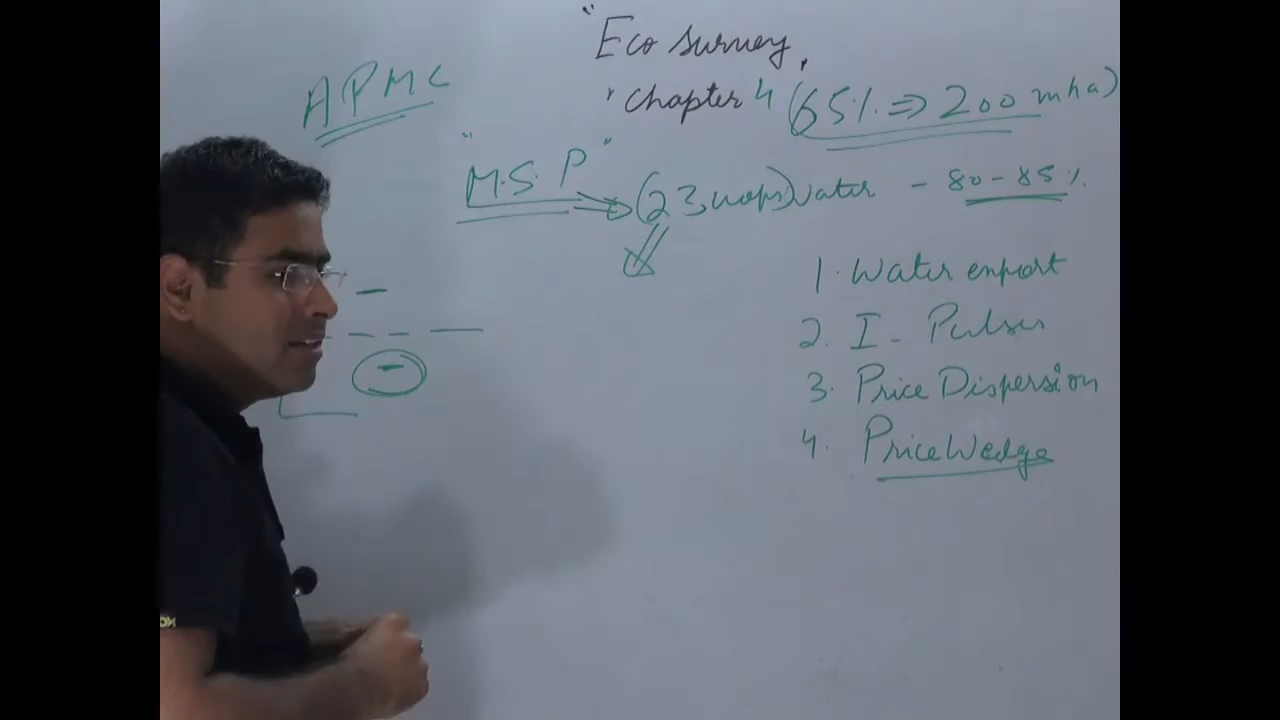 "Eco Survey,
APMC
Chapter 4 (65% ⇒ 200 mha)
"M.S.P" ⇒ (23 crops) water - 80-85%
1. Water export
2. I - Pulses
3. Price Dispersion
4. Price Wedge